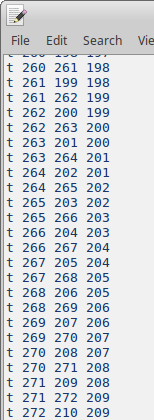 File Edit Search
t 260 261 198
t 261 199 198
t 261 262 199
t 262 200 199
t 262 263 200
t 263 201 200
t 263 264 201
t 264 202 201
t 264 265 202
t 265 203 202
t 265 266 203
t 266 204 203
t 266 267 204
t 267 205 204
t 267 268 205
t 268 206 205
t 268 269 206
t 269 207 206
t 269 270 207
t 270 208 207
t 270 271 208
t 271 209 208
t 271 272 209
t 272 210 209